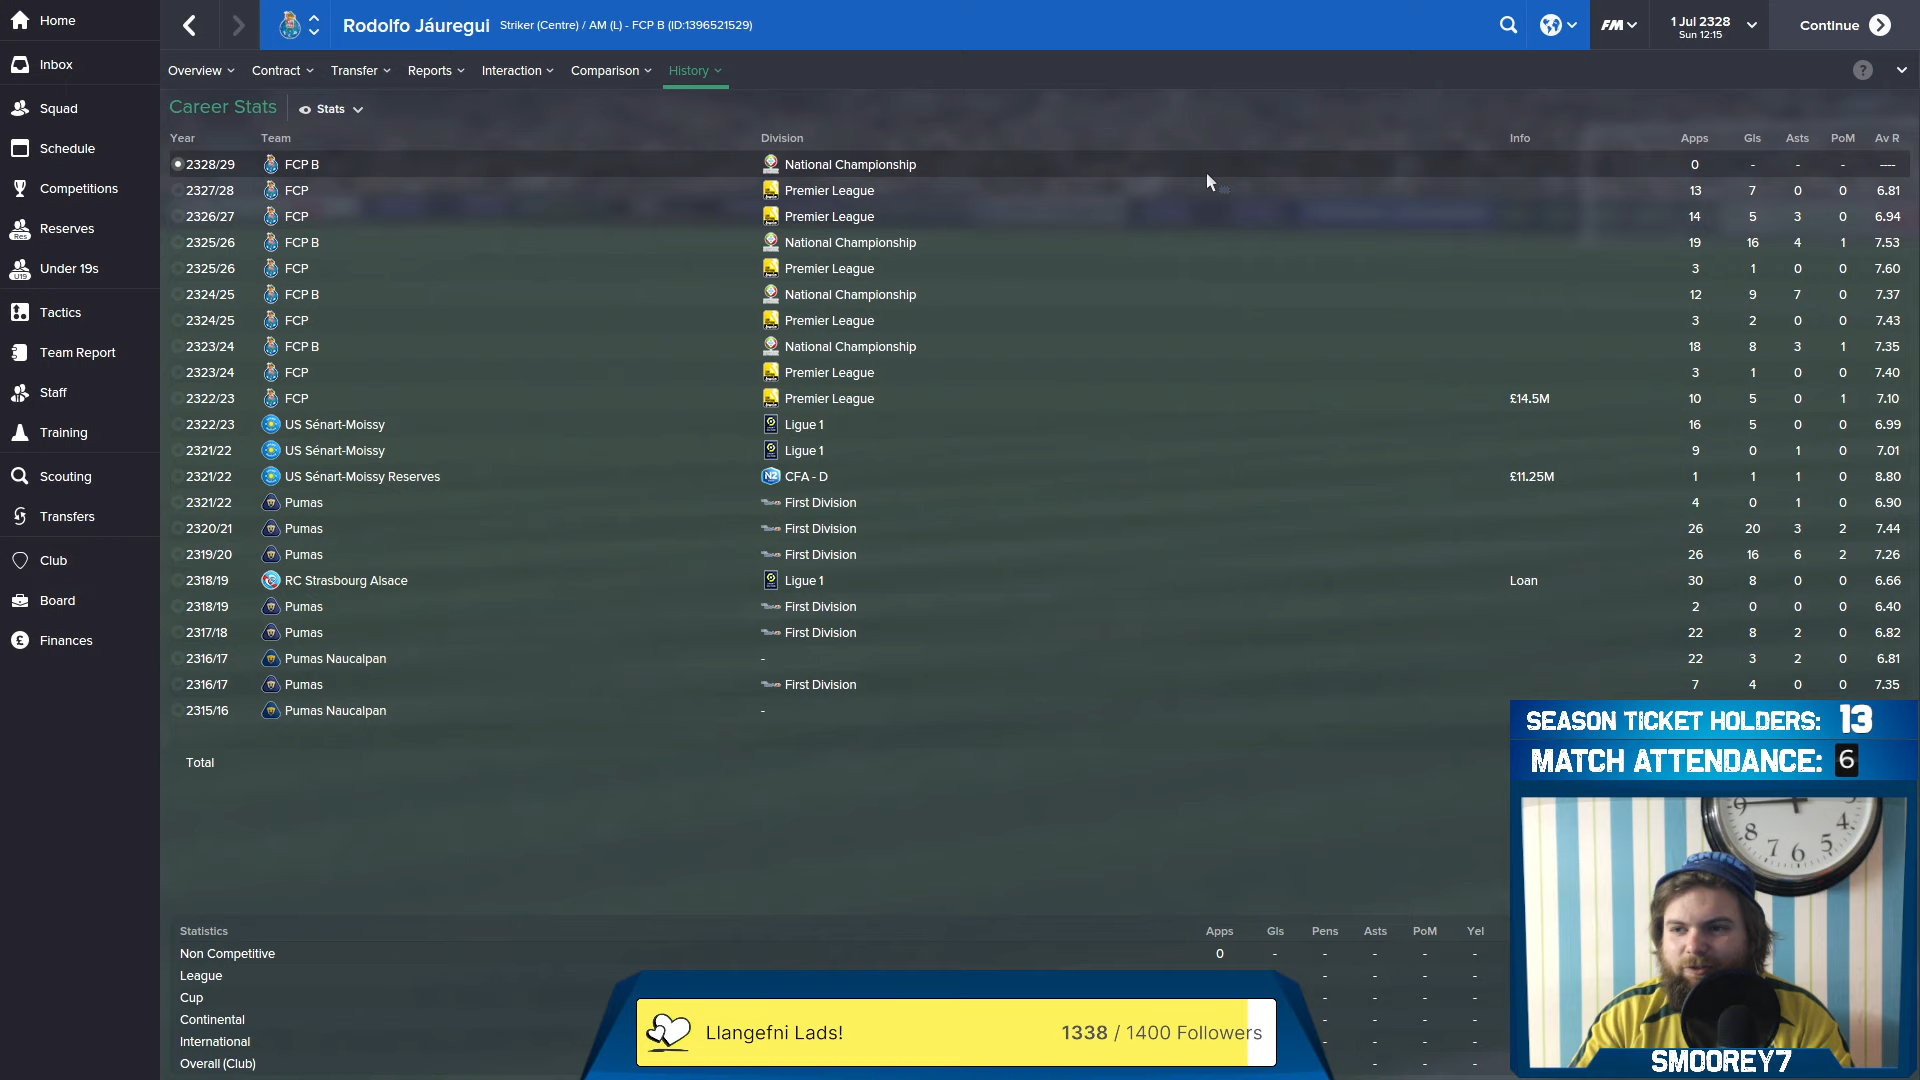 Home
Inbox
Squad
Schedule
Competitions
Reserves
Under 19s
Tactics
Team Report
Staff
Training
Scouting
Transfers
Club
Board
Finances
Rodolfo Jáuregui Striker (Centre) / AM (L) - FCP B (ID:1396521529)
FM
1 Jul 2328
Sun 12:15
Continue
Overview Contract Transfer Reports Interaction Comparison History
?
Career Stats Stats
Year Team Division Info Apps Gls Asts PoM Av R
2328/29 FCP B National Championship 0 - - - ----
2327/28 FCP Premier League 13 7 0 0 6.81
2326/27 FCP Premier League 14 5 3 0 6.94
2325/26 FCP B National Championship 19 16 4 1 7.53
2325/26 FCP Premier League 3 1 0 0 7.60
2324/25 FCP B National Championship 12 9 7 0 7.37
2324/25 FCP Premier League 3 2 0 0 7.43
2323/24 FCP B National Championship 18 8 3 1 7.35
2323/24 FCP Premier League 3 1 0 0 7.40
2322/23 FCP Premier League £14.5M 10 5 0 1 7.10
2322/23 US Sénart-Moissy Ligue 1 16 5 0 0 6.99
2321/22 US Sénart-Moissy Ligue 1 9 0 1 0 7.01
2321/22 US Sénart-Moissy Reserves N2 CFA - D £11.25M 1 1 1 0 8.80
2321/22 Pumas First Division 4 0 1 0 6.90
2320/21 Pumas First Division 26 20 3 2 7.44
2319/20 Pumas First Division 26 16 6 2 7.26
2318/19 RC Strasbourg Alsace Ligue 1 Loan 30 8 0 0 6.66
2318/19 Pumas First Division 2 0 0 0 6.40
2317/18 Pumas First Division 22 8 2 0 6.82
2316/17 Pumas Naucalpan - 22 3 2 0 6.81
2316/17 Pumas First Division 7 4 0 0 7.35
2315/16 Pumas Naucalpan -
Total
SEASON TICKET HOLDERS: 13
MATCH ATTENDANCE: 6
9 8 7 6 5 4
Statistics Apps Gls Pens Asts PoM Yel
Non Competitive 0 - - - - -
League - - - -
Cup - - - -
Continental - - - -
International - - - -
Overall (Club) - - - -
Llangefni Lads! 1338 / 1400 Followers
SMOOREY7